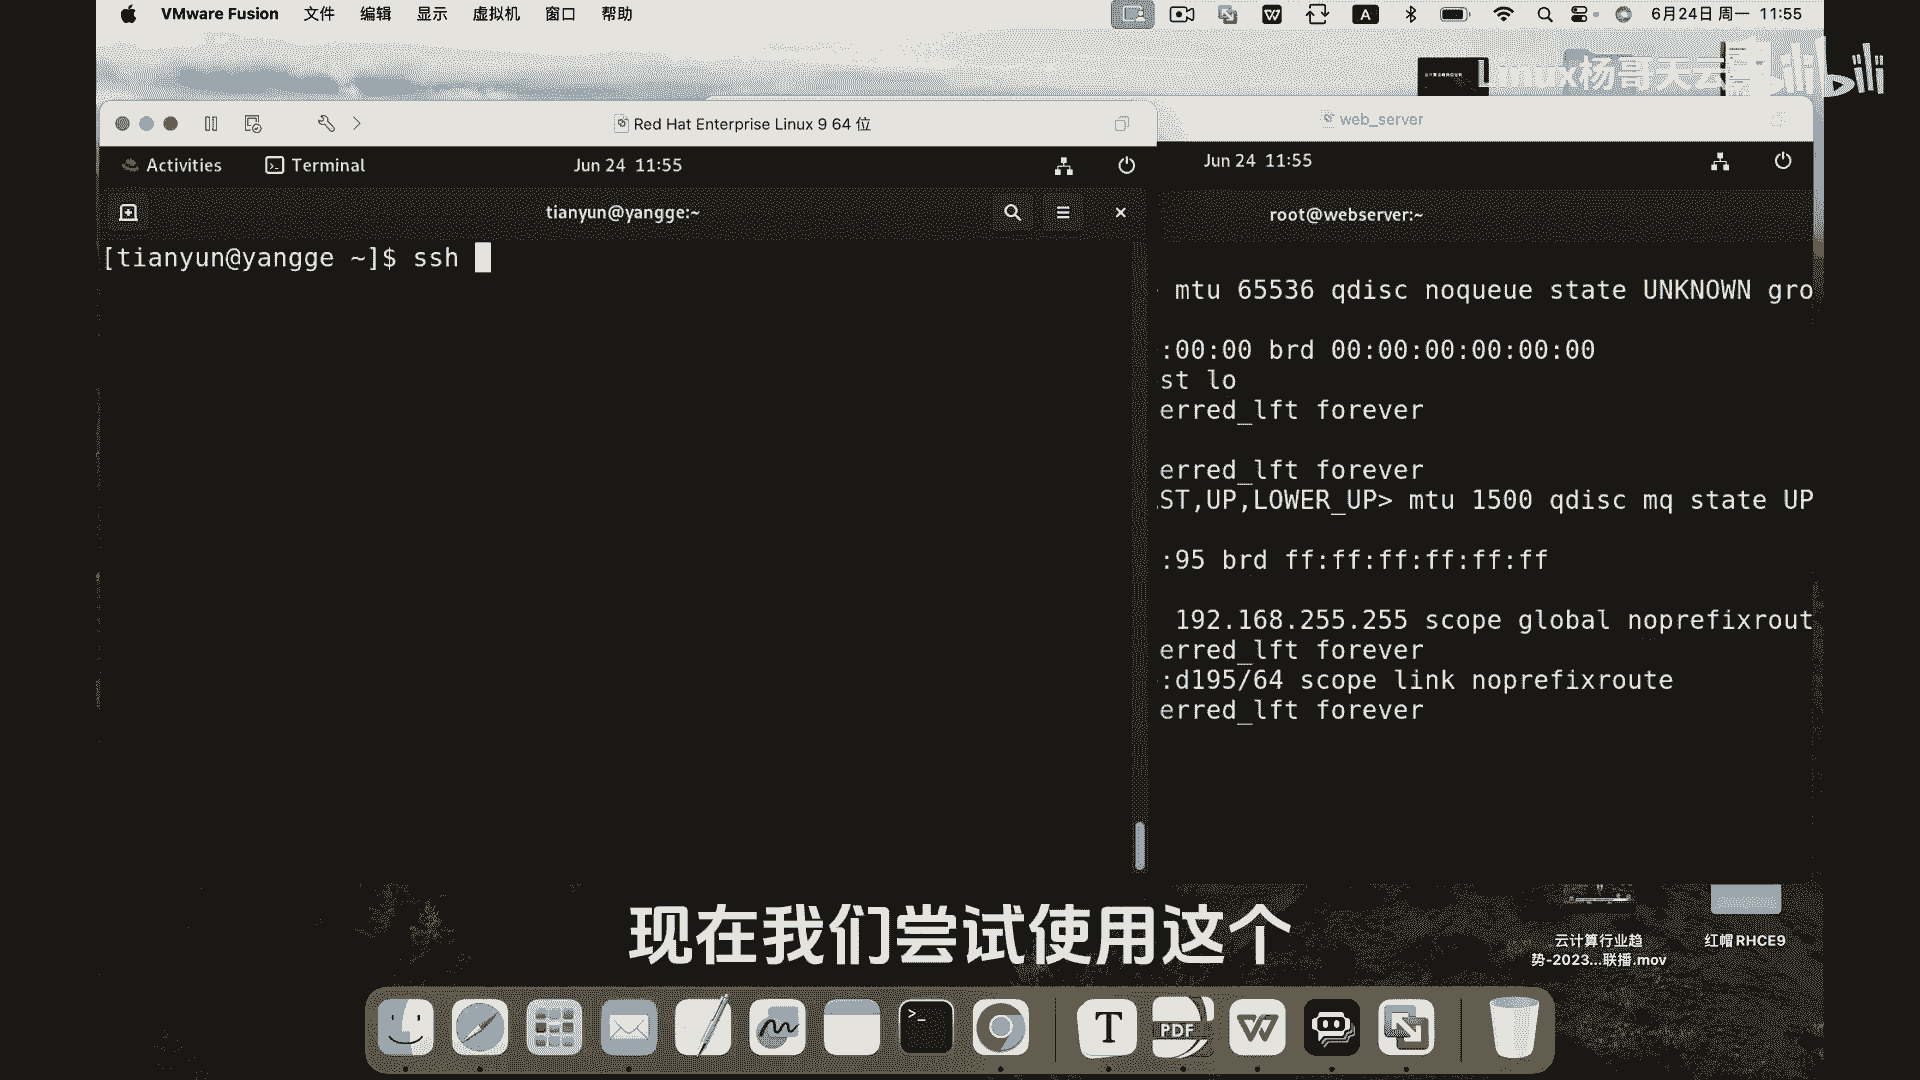 VMware Fusion 文件 编辑 显示 虚拟机 窗口 帮助
A
6月24日 周一 11:55
Linux杨哥天云
bilibili
Red Hat Enterprise Linux 9 64 位
web_server
Activities Terminal Jun 24 11:55
Jun 24 11:55
tianyun@yangge:~
root@webserver:~
[tianyun@yangge ~]$ ssh
mtu 65536 qdisc noqueue state UNKNOWN gro
:00:00 brd 00:00:00:00:00:00
st lo
erred_lft forever
erred_lft forever
ST,UP,LOWER_UP> mtu 1500 qdisc mq state UP
:95 brd ff:ff:ff:ff:ff:ff
192.168.255.255 scope global noprefixrout
erred_lft forever
:d195/64 scope link noprefixroute
erred_lft forever
现在我们尝试使用这个
云计算行业趋
势-2023...联播.mov
红帽RHCE9
>_
T
PDF
W